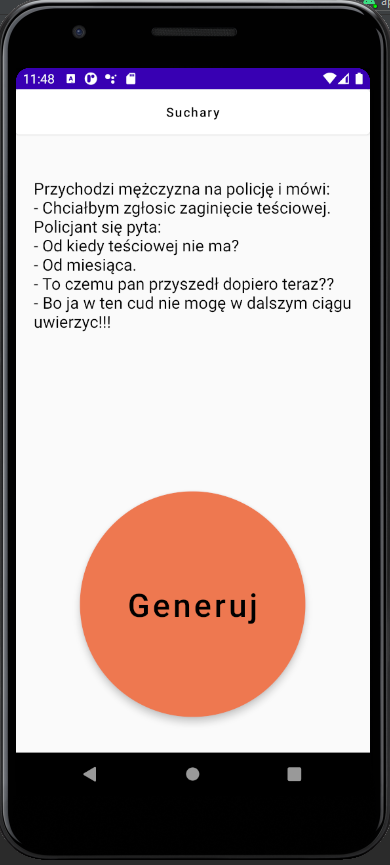 11:48
Suchary
Przychodzi mężczyzna na policję i mówi:
- Chciałbym zgłosic zaginięcie teściowej.
Policjant się pyta:
- Od kiedy teściowej nie ma?
- Od miesiąca.
- To czemu pan przyszedł dopiero teraz??
- Bo ja w ten cud nie mogę w dalszym ciągu
uwierzyc!!!
Generuj